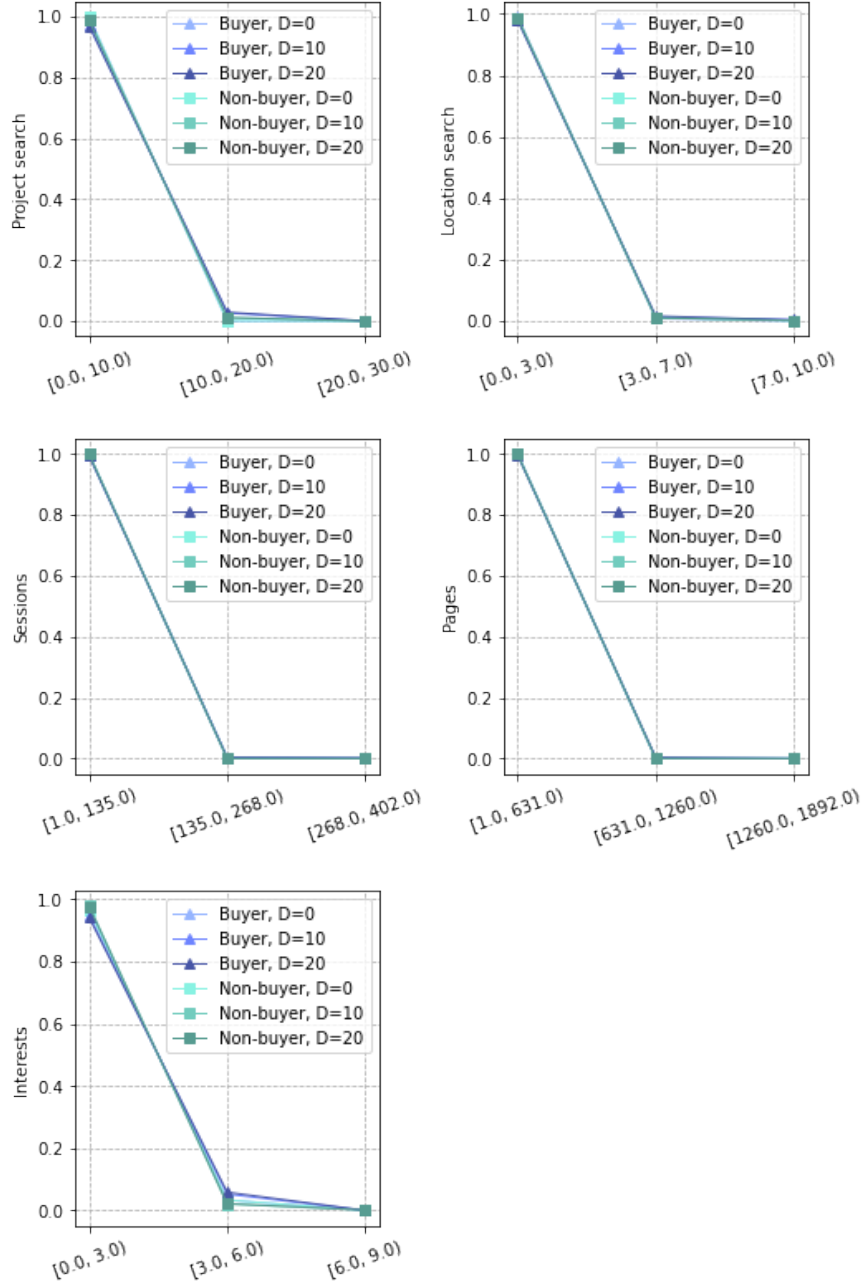 Project search
1.0
0.8
0.6
0.4
0.2
0.0
Buyer, D=0
Buyer, D=10
Buyer, D=20
Non-buyer, D=0
Non-buyer, D=10
Non-buyer, D=20
[0.0, 10.0)
[10.0, 20.0)
[20.0, 30.0)
Location search
1.0
0.8
0.6
0.4
0.2
0.0
Buyer, D=0
Buyer, D=10
Buyer, D=20
Non-buyer, D=0
Non-buyer, D=10
Non-buyer, D=20
[0.0, 3.0)
[3.0, 7.0)
[7.0, 10.0)
Sessions
1.0
0.8
0.6
0.4
0.2
0.0
Buyer, D=0
Buyer, D=10
Buyer, D=20
Non-buyer, D=0
Non-buyer, D=10
Non-buyer, D=20
[1.0, 135.0)
[135.0, 268.0)
[268.0, 402.0)
Pages
1.0
0.8
0.6
0.4
0.2
0.0
Buyer, D=0
Buyer, D=10
Buyer, D=20
Non-buyer, D=0
Non-buyer, D=10
Non-buyer, D=20
[1.0, 631.0)
[631.0, 1260.0)
[1260.0, 1892.0)
Interests
1.0
0.8
0.6
0.4
0.2
0.0
Buyer, D=0
Buyer, D=10
Buyer, D=20
Non-buyer, D=0
Non-buyer, D=10
Non-buyer, D=20
[0.0, 3.0)
[3.0, 6.0)
[6.0, 9.0)